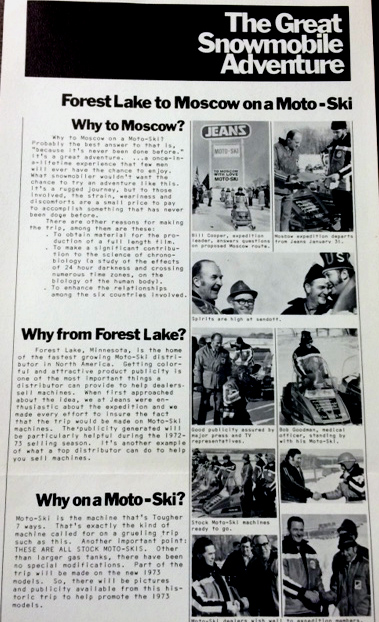 The Great
Snowmobile
Adventure
Forest Lake to Moscow on a Moto-Ski
Why to Moscow?
Why to Moscow on a Moto-Ski?
Probably the best answer to that is,
"because it's never been done before."
it's a great adventure. ...a once-in-
a-lifetime experience that few men
will ever have the chance to enjoy.
What snowmobiler wouldn't want the
chance to try an adventure like this.
It's a rugged journey, but to those
involved, the strain, weariness and
discomforts are a small price to pay
to accomplish something that has never
been done before.
There are other reasons for making
the trip, among them are these:
. To obtain material for the pro-
duction of a full length film.
. To make a significant contribu-
tion to the science of chrono-
biology (a study of the effects
of 24 hour darkness and crossing
numerous time zones, on the
biology of the human body).
. To enhance the relationships
among the six countries involved.
JEANS
MOTO-SKI
TO MOSCOW
WITH LOVE
MOTO-SKI
Bill Cooper, expedition
leader, answers questions
on proposed Moscow route.
Moscow expedition departs
from Jeans January 31.
US
Spirits are high at sendoff.
Why from Forest Lake?
Forest Lake, Minnesota, is the home
of the fastest growing Moto-Ski distri-
butor in North America. Getting color-
ful and attractive product publicity is
one of the most important things a
distributor can provide to help dealers
sell machines. When first approached
about the idea, we at Jeans were en-
thusiastic about the expedition and we
made every effort to insure the fact
that the trip would be made on Moto-Ski
machines. The publicity generated will
be particularly helpful during the 1972-
73 selling season. It's another example
of what a top distributor can do to help
you sell machines.
Good publicity assured by
major press and TV
representatives.
Bob Goodman, medical
officer, standing by
with his Moto-Ski.
Stock Moto-Ski machines
ready to go.
Why on a Moto-Ski?
Moto-Ski is the machine that's Tougher
7 ways. That's exactly the kind of
machine called for on a grueling trip
such as this. Another important point:
THESE ARE ALL STOCK MOTO-SKIS. Other
than larger gas tanks, there have been
no special modifications. Part of the
trip will be made on the new 1973
models. So, there will be pictures
and publicity available from this his-
toric trip to help promote the 1973
models.
Moto-Ski dealers wish well to expedition members.